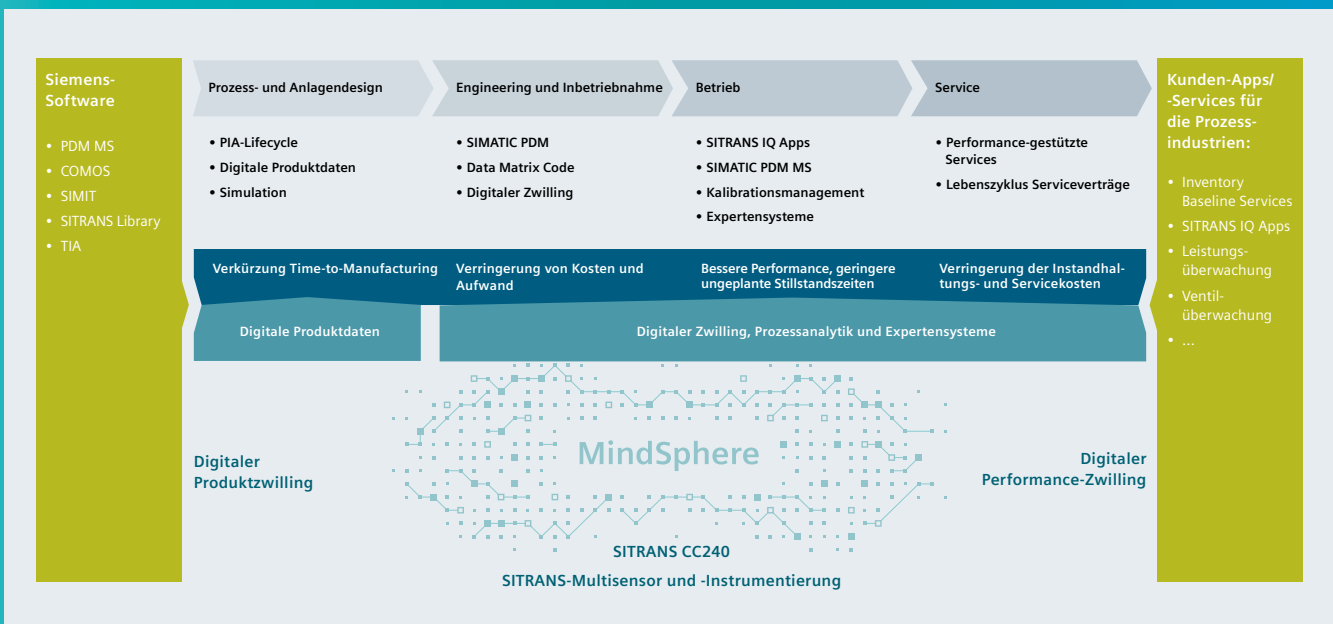 Siemens-
Software
• PDM MS
• COMOS
• SIMIT
• SITRANS Library
• TIA
Prozess- und Anlagendesign
• PIA-Lifecycle
• Digitale Produktdaten
• Simulation
Engineering und Inbetriebnahme
• SIMATIC PDM
• Data Matrix Code
• Digitaler Zwilling
Betrieb
• SITRANS IQ Apps
• SIMATIC PDM MS
• Kalibrationsmanagement
• Expertensysteme
Service
• Performance-gestützte
Services
• Lebenszyklus Serviceverträge
Verkürzung Time-to-Manufacturing
Verringerung von Kosten und
Aufwand
Bessere Performance, geringere
ungeplante Stillstandszeiten
Verringerung der Instandhal-
tungs- und Servicekosten
Digitale Produktdaten
Digitaler Zwilling, Prozessanalytik und Expertensysteme
MindSphere
Digitaler
Produktzwilling
Digitaler
Performance-Zwilling
SITRANS CC240
SITRANS-Multisensor und -Instrumentierung
Kunden-Apps/
-Services für
die Prozess-
industrien:
• Inventory
Baseline Services
• SITRANS IQ Apps
• Leistungs-
überwachung
• Ventil-
überwachung
• ...